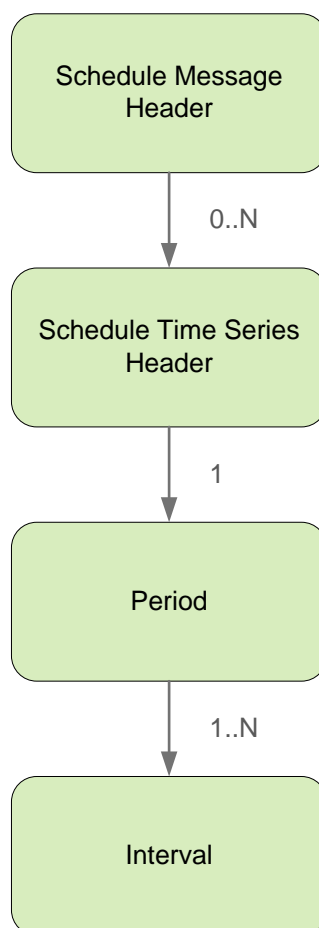 Schedule Message
Header
0..N
Schedule Time Series
Header
1
Period
1..N
Interval